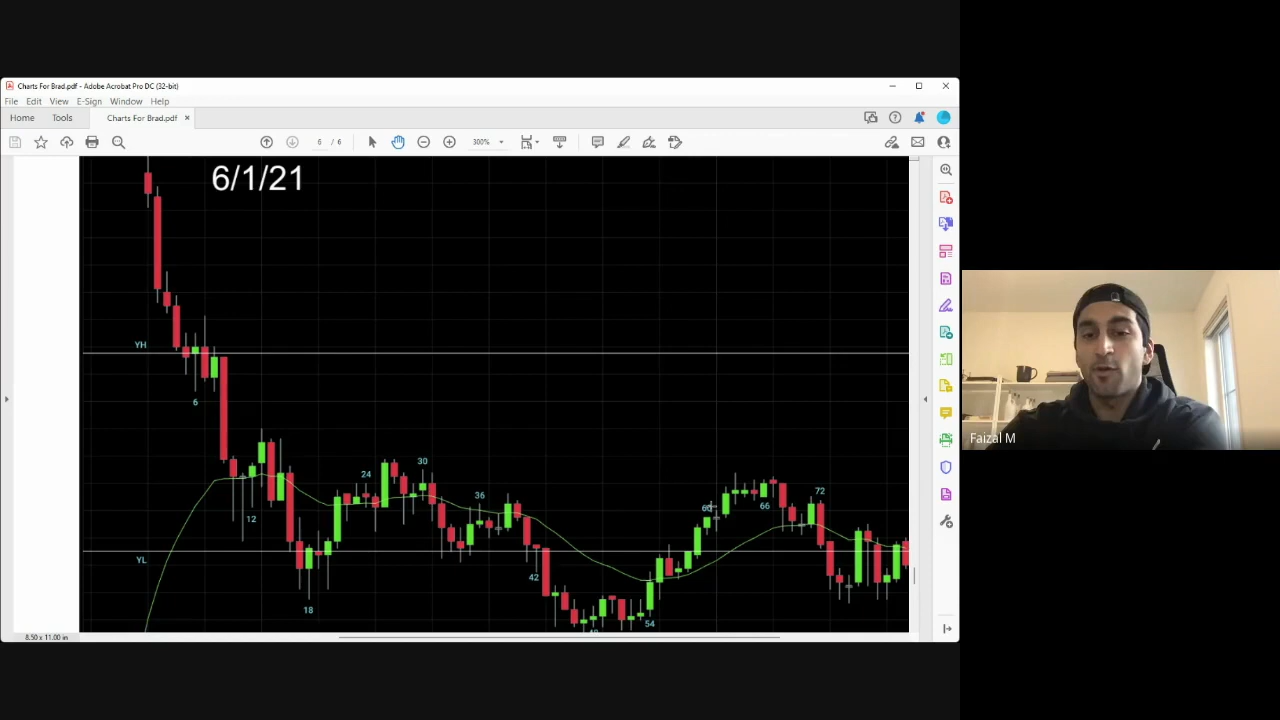 Charts For Brad.pdf - Adobe Acrobat Pro DC (32-bit)
File Edit View E-Sign Window Help
Home Tools Charts For Brad.pdf
6 / 6 300%
6/1/21
YH
6
30
24
36
72
66
12
YL
42
18
54
8.50 x 11.00 in
Faizal M